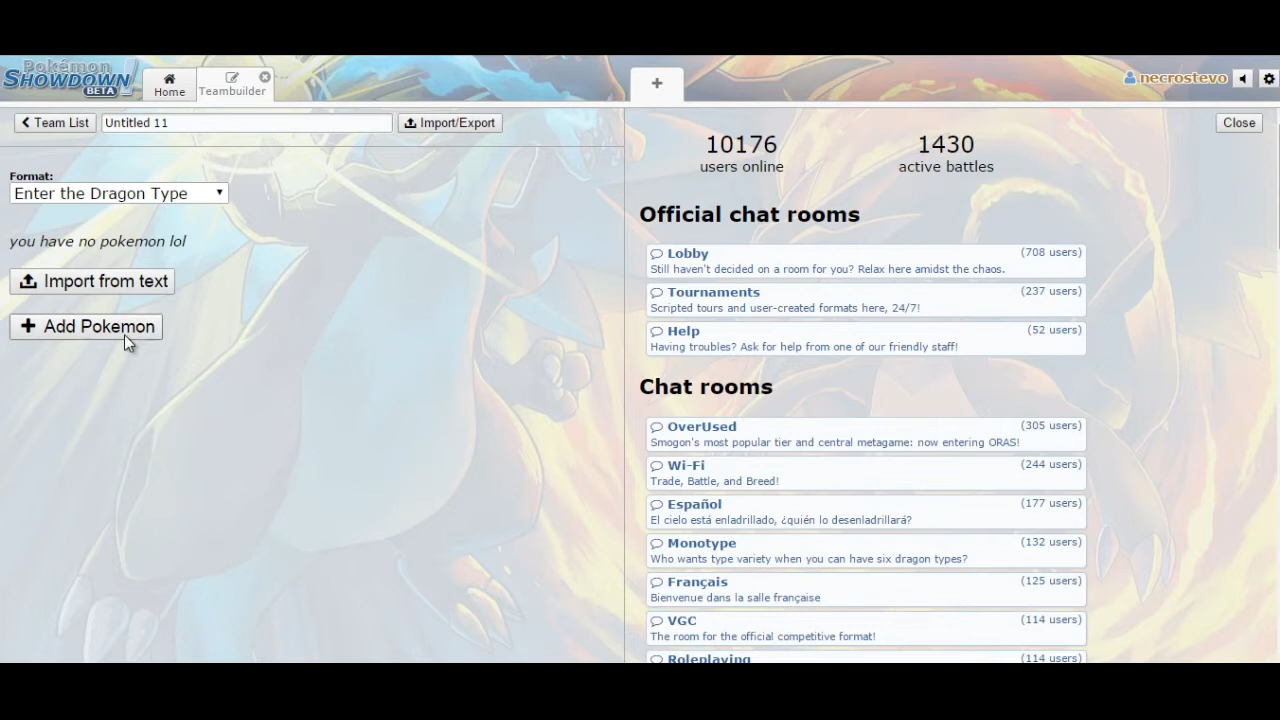 Pokémon
SHOWDOWN!
BETA
Home
Teambuilder
+
necrostevo
Team List
Untitled 11
Import/Export
Close
Format:
Enter the Dragon Type
you have no pokemon lol
Import from text
Add Pokemon
10176
users online
1430
active battles
Official chat rooms
Lobby (708 users)
Still haven't decided on a room for you? Relax here amidst the chaos.
Tournaments (237 users)
Scripted tours and user-created formats here, 24/7!
Help (52 users)
Having troubles? Ask for help from one of our friendly staff!
Chat rooms
OverUsed (305 users)
Smogon's most popular tier and central metagame: now entering ORAS!
Wi-Fi (244 users)
Trade, Battle, and Breed!
Español (177 users)
El cielo está enladrillado, ¿quién lo desenladrillará?
Monotype (132 users)
Who wants type variety when you can have six dragon types?
Français (125 users)
Bienvenue dans la salle française
VGC (114 users)
The room for the official competitive format!
Roleplaying (114 users)